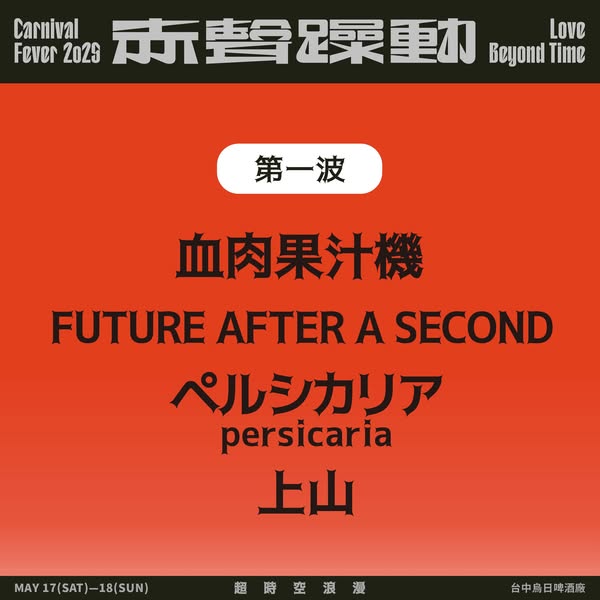 Carnival
Fever 2025
赤聲躁動
Love
Beyond Time
第一波
血肉果汁機
FUTURE AFTER A SECOND
ペルシカリア
persicaria
上山
MAY 17(SAT)—18(SUN)
超時空浪漫
台中烏日啤酒廠